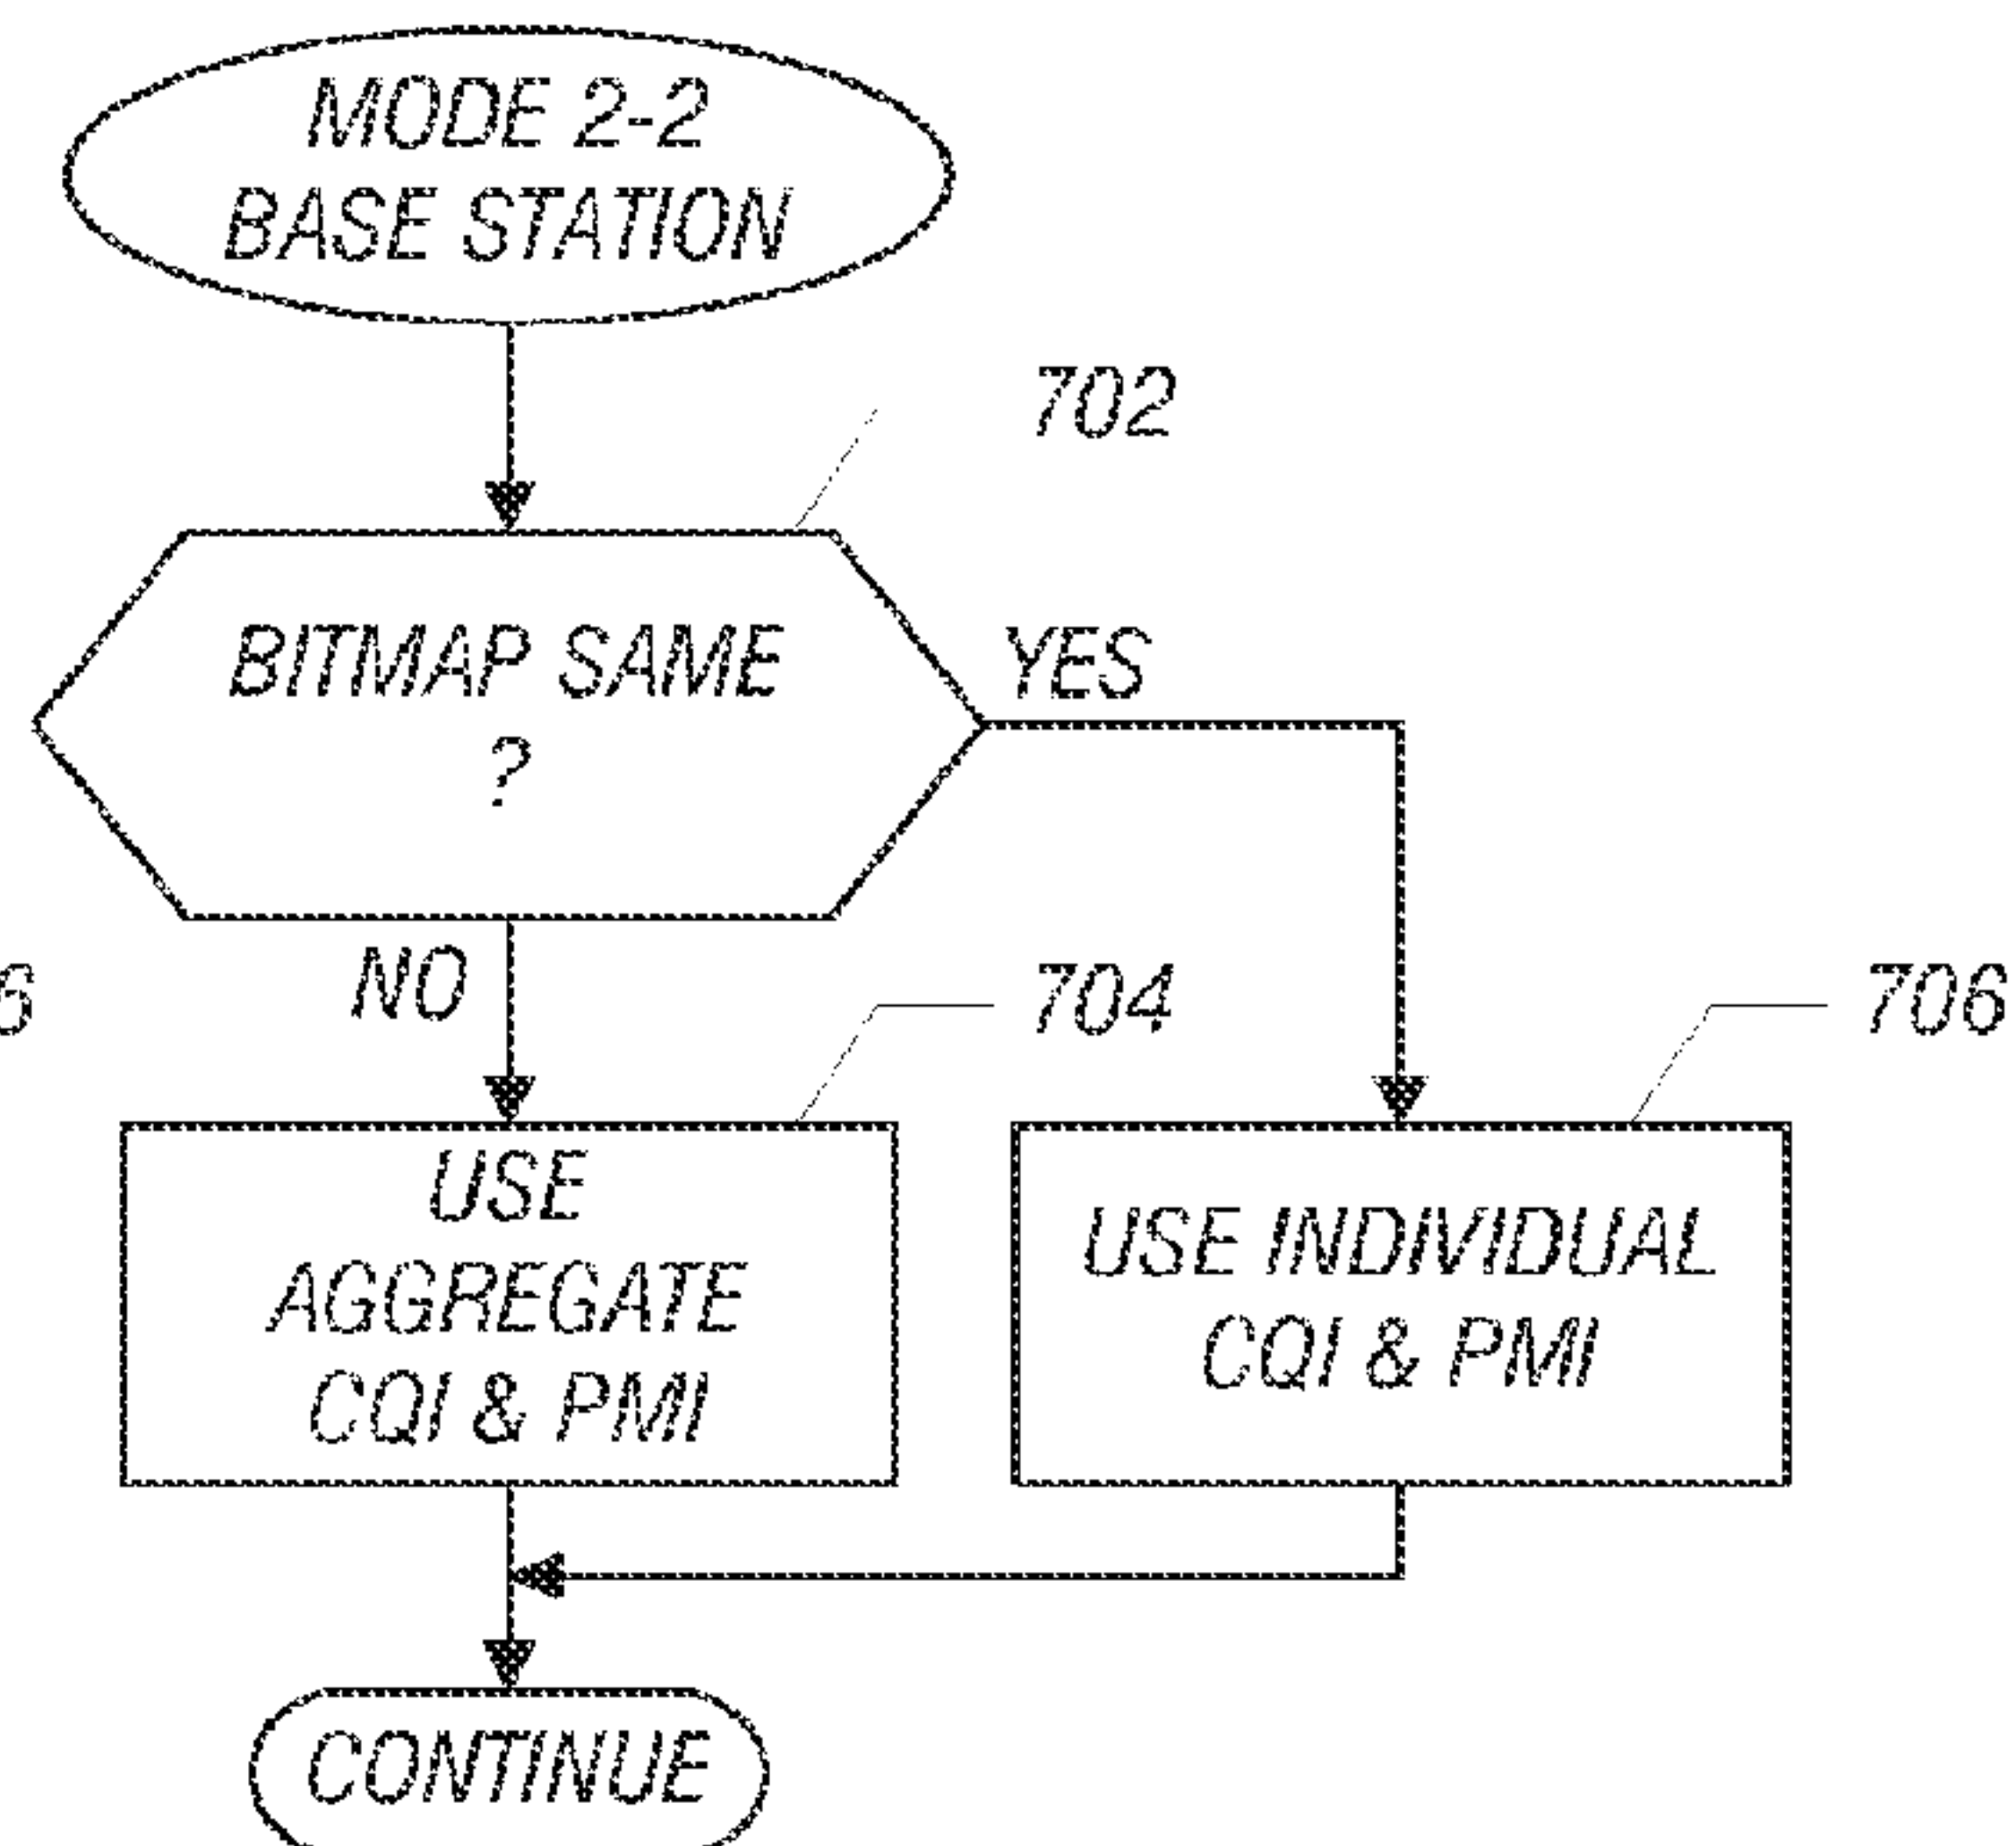 MODE 2-2
BASE STATION
702
BITMAP SAME
?
YES
NO
6
704
706
USE
AGGREGATE
CQI & PMI
USE INDIVIDUAL
CQI & PMI
CONTINUE